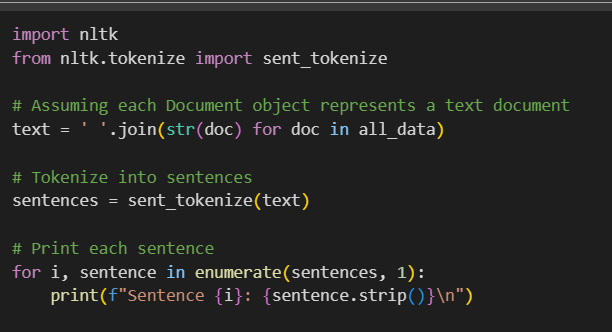 import nltk
from nltk.tokenize import sent_tokenize
# Assuming each Document object represents a text document
text = ' '.join(str(doc) for doc in all_data)
# Tokenize into sentences
sentences = sent_tokenize(text)
# Print each sentence
for i, sentence in enumerate(sentences, 1):
    print(f"Sentence {i}: {sentence.strip()}\n")